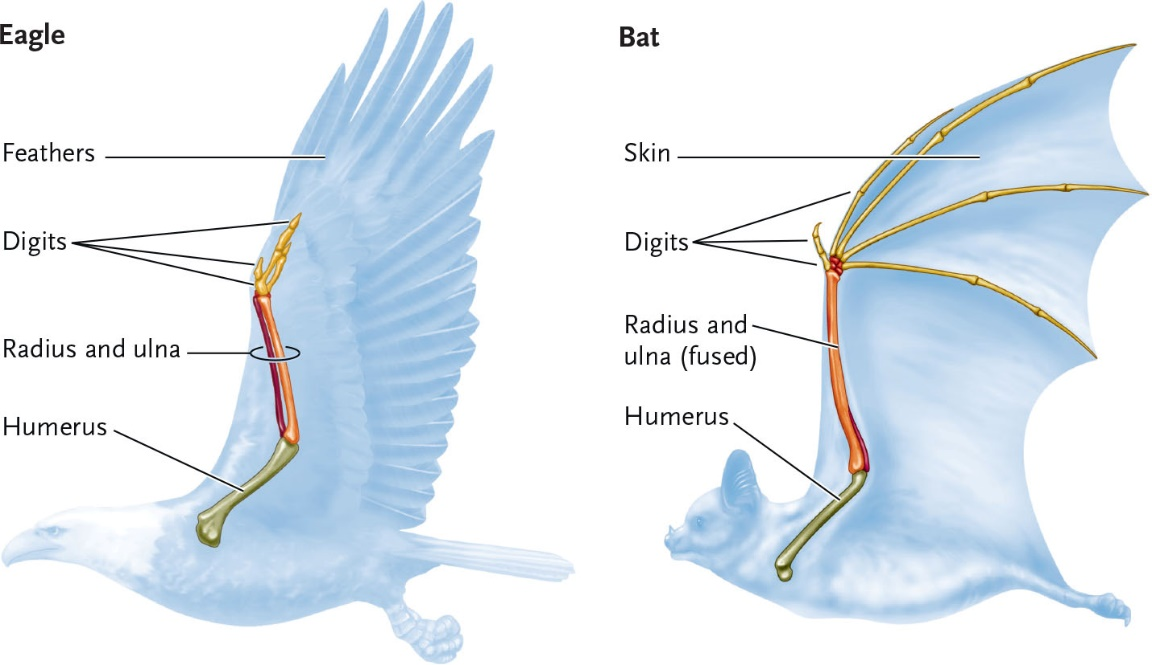 Eagle
Feathers
Digits
Radius and ulna
Humerus
Bat
Skin
Digits
Radius and
ulna (fused)
Humerus